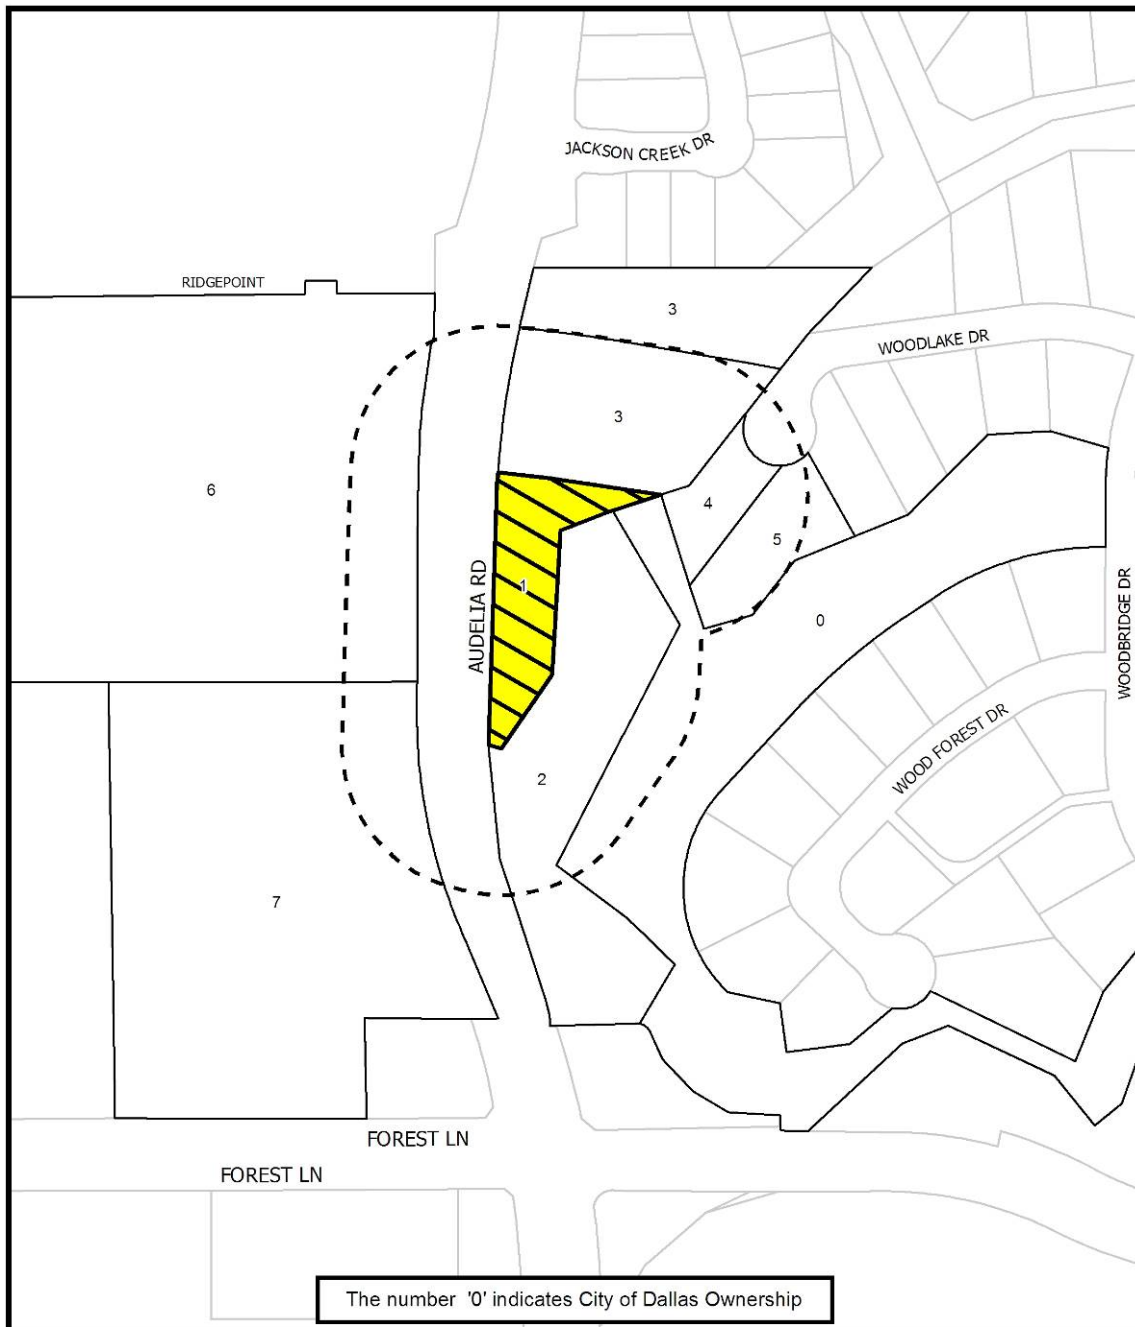 JACKSON CREEK DR
RIDGEPOINT
3
WOODLAKE DR
3
6
4
5
1
AUDELIA RD
0
WOODBRIDGE DR
WOOD FOREST DR
2
7
FOREST LN
FOREST LN
The number '0' indicates City of Dallas Ownership